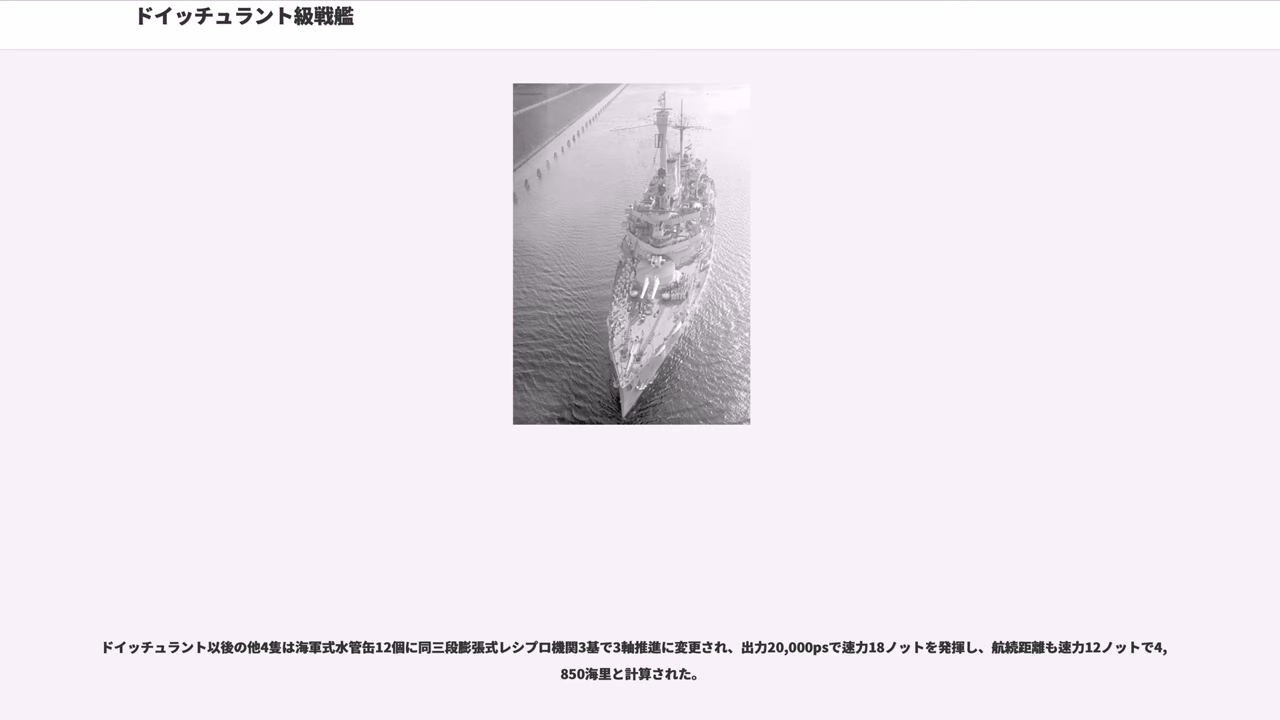 ドイッチュラント級戦艦
ドイッチュラント以後の他4隻は海軍式水管缶12個に同三段膨張式レシプロ機関3基で3軸推進に変更され、出力20,000psで速力18ノットを発揮し、航続距離も速力12ノットで4,
850海里と計算された。